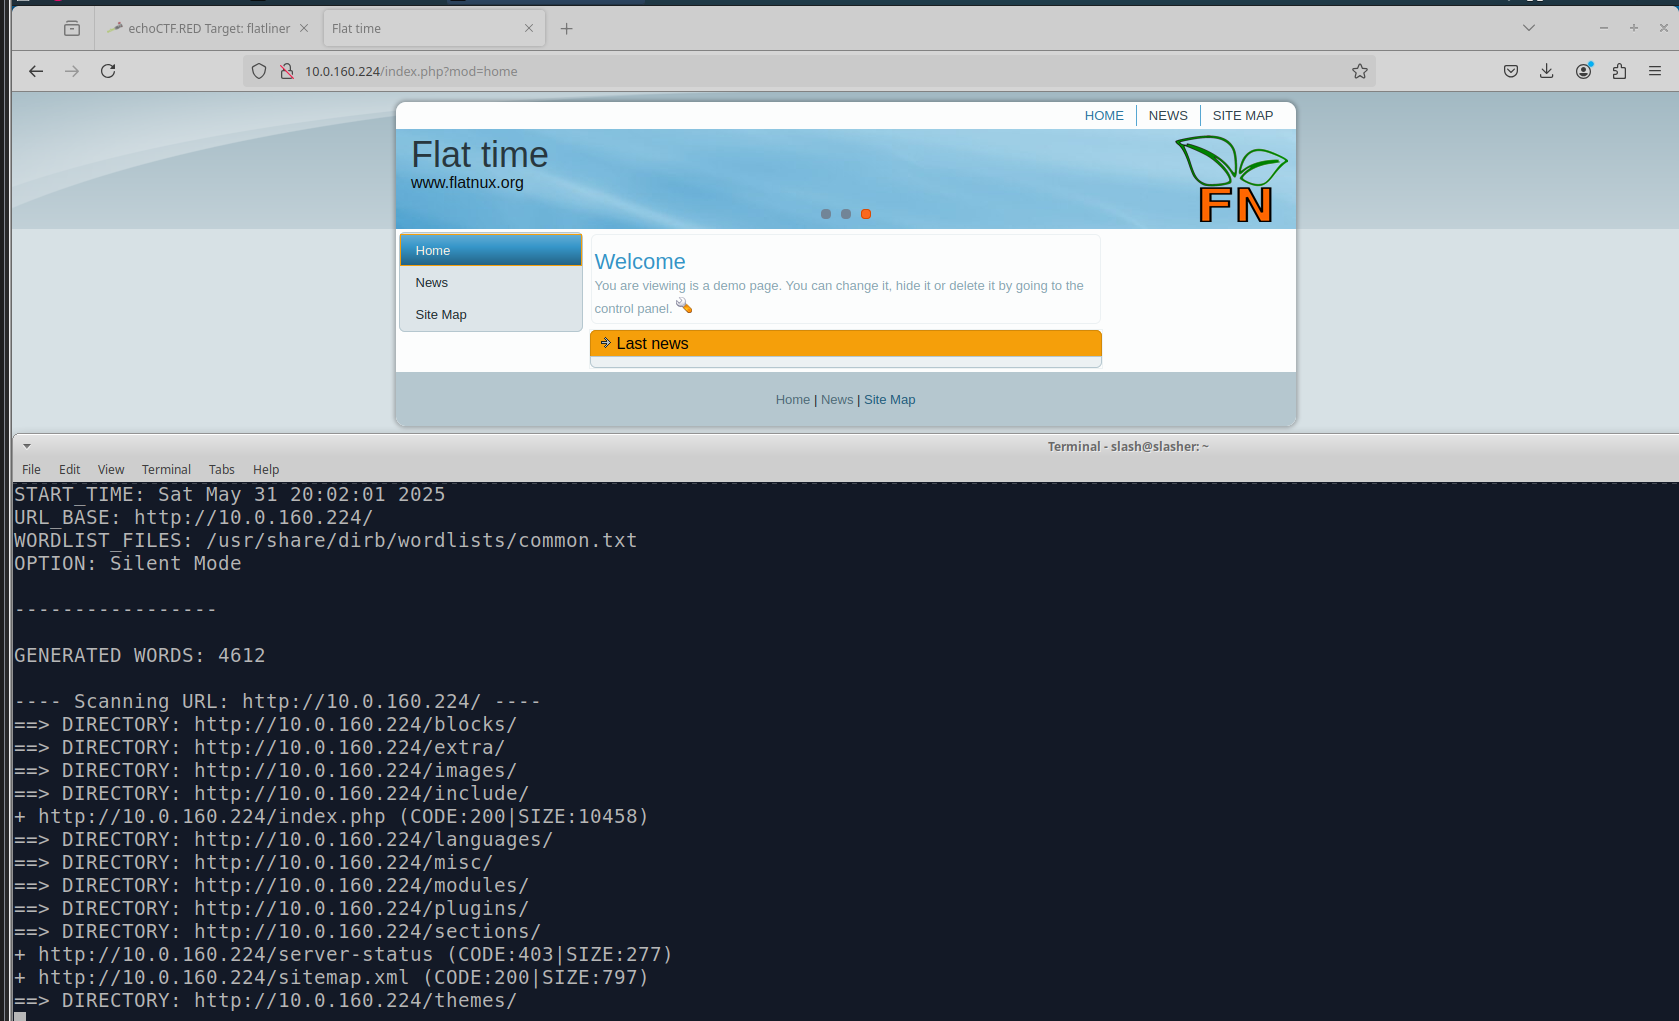 echoCTF.RED Target: flatliner
Flat time
10.0.160.224/index.php?mod=home
HOME
NEWS
SITE MAP
Flat time
www.flatnux.org
FN
Home
News
Site Map
Welcome
You are viewing is a demo page. You can change it, hide it or delete it by going to the
control panel.
Last news
Home | News | Site Map
Terminal - slash@slasher: ~
File Edit View Terminal Tabs Help
START_TIME: Sat May 31 20:02:01 2025
URL_BASE: http://10.0.160.224/
WORDLIST_FILES: /usr/share/dirb/wordlists/common.txt
OPTION: Silent Mode
-----------------
GENERATED WORDS: 4612
---- Scanning URL: http://10.0.160.224/ ----
==> DIRECTORY: http://10.0.160.224/blocks/
==> DIRECTORY: http://10.0.160.224/extra/
==> DIRECTORY: http://10.0.160.224/images/
==> DIRECTORY: http://10.0.160.224/include/
+ http://10.0.160.224/index.php (CODE:200|SIZE:10458)
==> DIRECTORY: http://10.0.160.224/languages/
==> DIRECTORY: http://10.0.160.224/misc/
==> DIRECTORY: http://10.0.160.224/modules/
==> DIRECTORY: http://10.0.160.224/plugins/
==> DIRECTORY: http://10.0.160.224/sections/
+ http://10.0.160.224/server-status (CODE:403|SIZE:277)
+ http://10.0.160.224/sitemap.xml (CODE:200|SIZE:797)
==> DIRECTORY: http://10.0.160.224/themes/